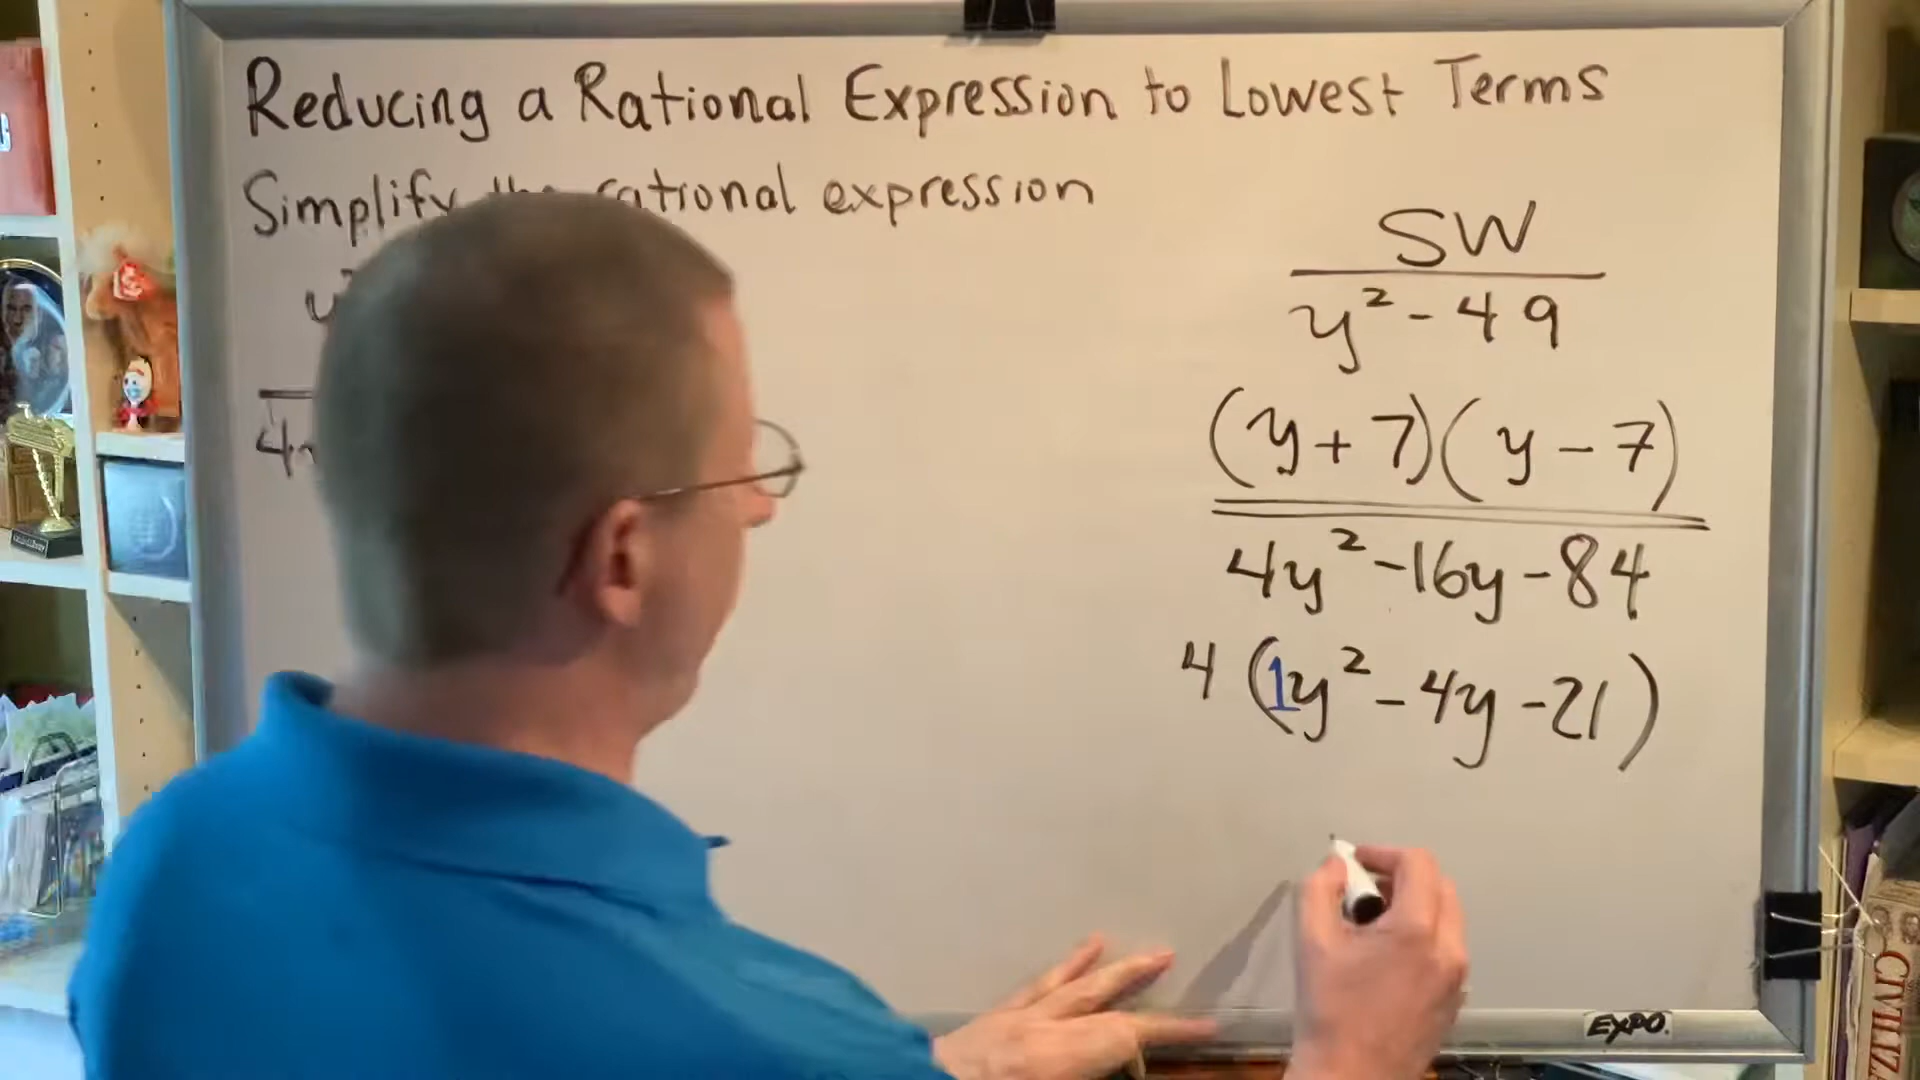 Reducing a Rational Expression to Lowest Terms
Simplify rational expression
SW
y² - 49
(y + 7)(y - 7)
4y² - 16y - 84
4 (1y² - 4y - 21)
EXPO.